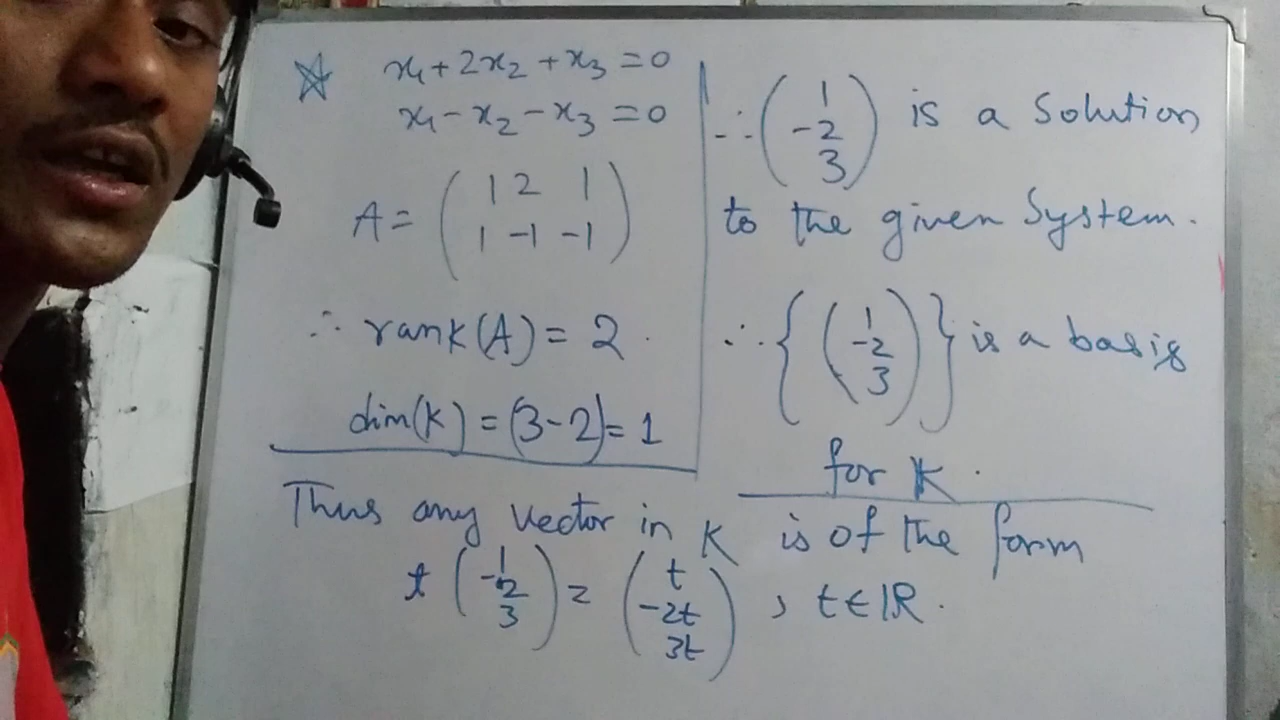 ☆ x₁+2x₂+x₃=0
x₁-x₂-x₃=0
A = ( 1 2 1
1 -1 -1 )
∴ rank(A) = 2.
dim(K) = (3-2) = 1
∴ ( 1
-2
3 ) is a Solution
to the given System.
∴ { ( 1
-2
3 ) } is a basis
for K.
Thus any vector in K is of the form
t ( 1
-2
3 ) = ( t
-2t
3t ) , t∈ℝ.